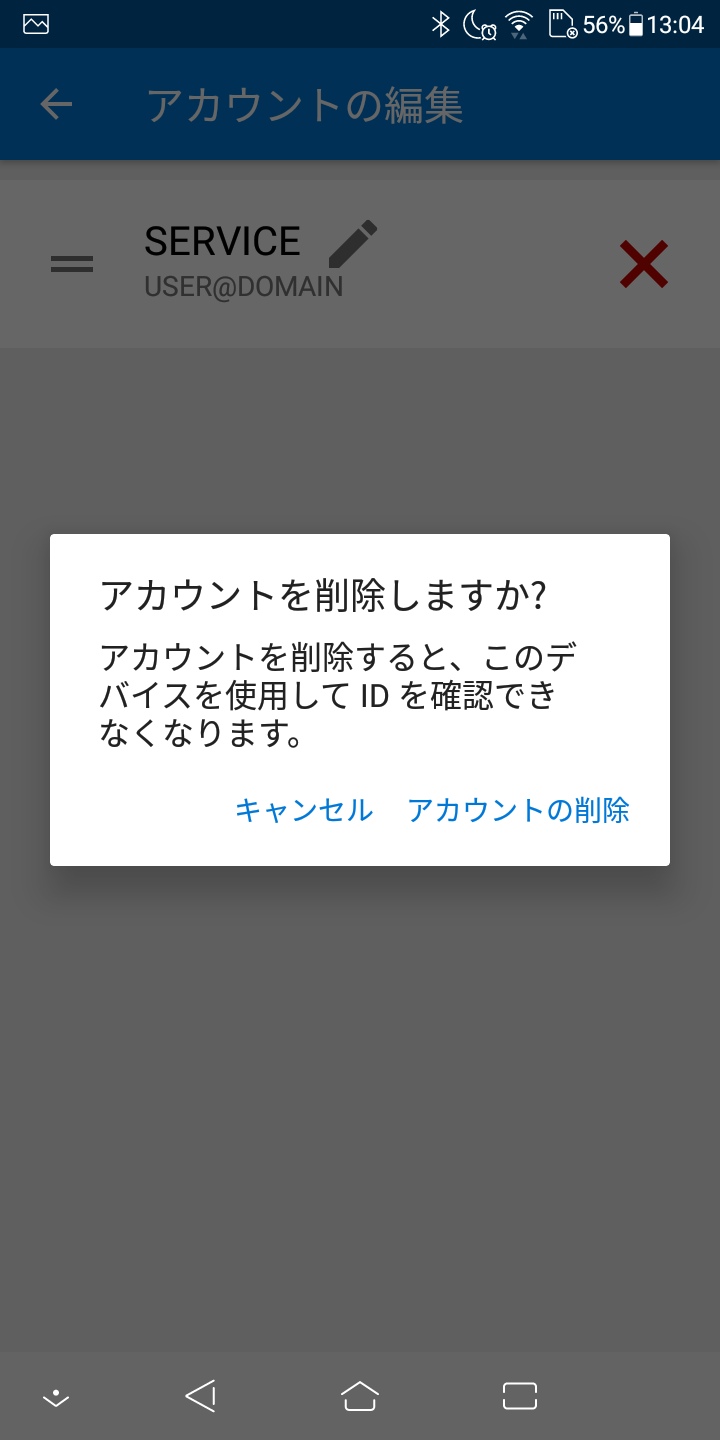 56% 13:04
アカウントの編集
SERVICE
USER@DOMAIN
アカウントを削除しますか?
アカウントを削除すると、このデ
バイスを使用して ID を確認でき
なくなります。
キャンセル アカウントの削除